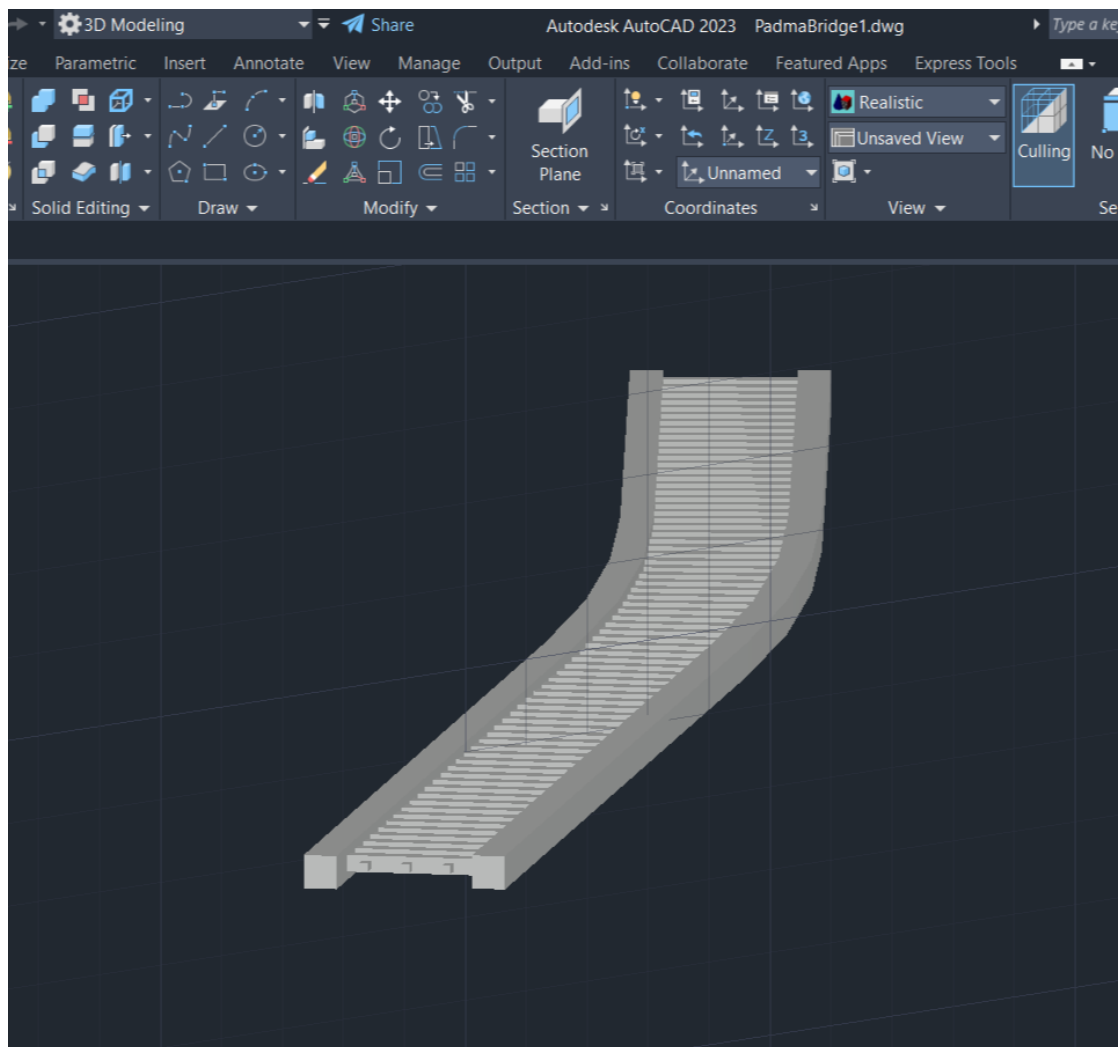 3D Modeling Share Autodesk AutoCAD 2023 PadmaBridge1.dwg Type a ke
ize Parametric Insert Annotate View Manage Output Add-ins Collaborate Featured Apps Express Tools
Realistic
Unsaved View
Section
Plane
Culling
No
Unnamed
Solid Editing Draw Modify Section Coordinates View Se